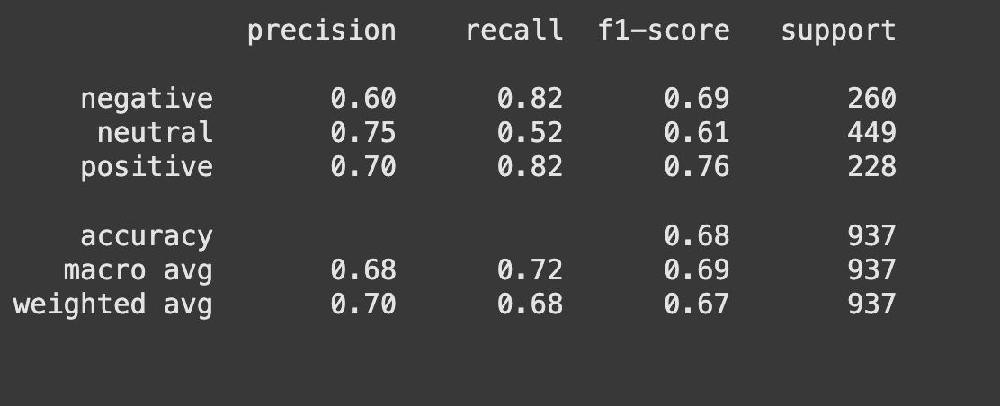 precision recall f1-score support
negative 0.60 0.82 0.69 260
neutral 0.75 0.52 0.61 449
positive 0.70 0.82 0.76 228
accuracy 0.68 937
macro avg 0.68 0.72 0.69 937
weighted avg 0.70 0.68 0.67 937